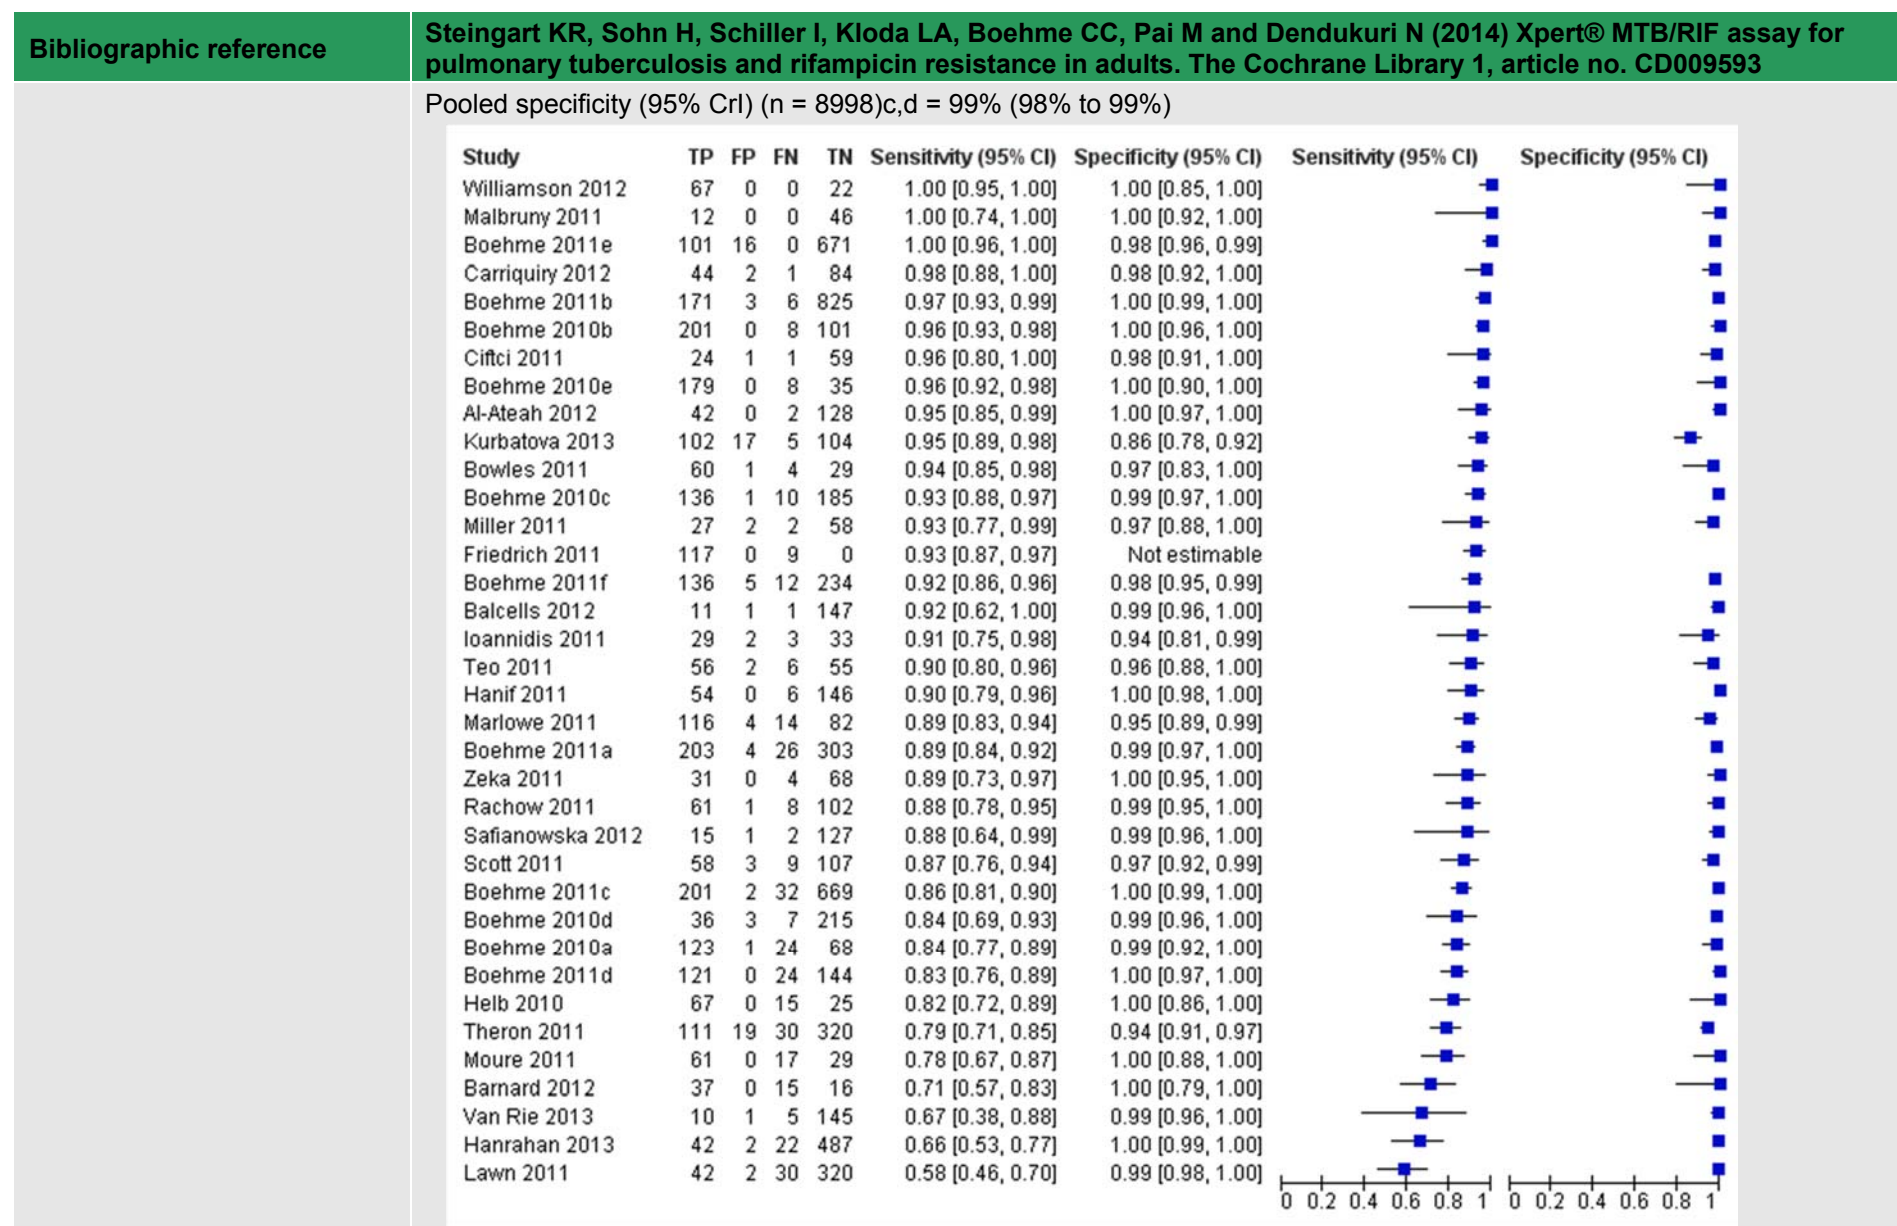 Bibliographic reference
Steingart KR, Sohn H, Schiller I, Kloda LA, Boehme CC, Pai M and Dendukuri N (2014) Xpert® MTB/RIF assay for
pulmonary tuberculosis and rifampicin resistance in adults. The Cochrane Library 1, article no. CD009593
Pooled specificity (95% CrI) (n = 8998)c,d = 99% (98% to 99%)
Study TP FP FN TN Sensitivity (95% CI) Specificity (95% CI) Sensitivity (95% CI) Specificity (95% CI)
Williamson 2012 67 0 0 22 1.00 [0.95, 1.00] 1.00 [0.85, 1.00]
Malbruny 2011 12 0 0 46 1.00 [0.74, 1.00] 1.00 [0.92, 1.00]
Boehme 2011e 101 16 0 671 1.00 [0.96, 1.00] 0.98 [0.96, 0.99]
Carriquiry 2012 44 2 1 84 0.98 [0.88, 1.00] 0.98 [0.92, 1.00]
Boehme 2011b 171 3 6 825 0.97 [0.93, 0.99] 1.00 [0.99, 1.00]
Boehme 2010b 201 0 8 101 0.96 [0.93, 0.98] 1.00 [0.96, 1.00]
Ciftci 2011 24 1 1 59 0.96 [0.80, 1.00] 0.98 [0.91, 1.00]
Boehme 2010e 179 0 8 35 0.96 [0.92, 0.98] 1.00 [0.90, 1.00]
Al-Ateah 2012 42 0 2 128 0.95 [0.85, 0.99] 1.00 [0.97, 1.00]
Kurbatova 2013 102 17 5 104 0.95 [0.89, 0.98] 0.86 [0.78, 0.92]
Bowles 2011 60 1 4 29 0.94 [0.85, 0.98] 0.97 [0.83, 1.00]
Boehme 2010c 136 1 10 185 0.93 [0.88, 0.97] 0.99 [0.97, 1.00]
Miller 2011 27 2 2 58 0.93 [0.77, 0.99] 0.97 [0.88, 1.00]
Friedrich 2011 117 0 9 0 0.93 [0.87, 0.97] Not estimable
Boehme 2011f 136 5 12 234 0.92 [0.86, 0.96] 0.98 [0.95, 0.99]
Balcells 2012 11 1 1 147 0.92 [0.62, 1.00] 0.99 [0.96, 1.00]
Ioannidis 2011 29 2 3 33 0.91 [0.75, 0.98] 0.94 [0.81, 0.99]
Teo 2011 56 2 6 55 0.90 [0.80, 0.96] 0.96 [0.88, 1.00]
Hanif 2011 54 0 6 146 0.90 [0.79, 0.96] 1.00 [0.98, 1.00]
Marlowe 2011 116 4 14 82 0.89 [0.83, 0.94] 0.95 [0.89, 0.99]
Boehme 2011a 203 4 26 303 0.89 [0.84, 0.92] 0.99 [0.97, 1.00]
Zeka 2011 31 0 4 68 0.89 [0.73, 0.97] 1.00 [0.95, 1.00]
Rachow 2011 61 1 8 102 0.88 [0.78, 0.95] 0.99 [0.95, 1.00]
Safianowska 2012 15 1 2 127 0.88 [0.64, 0.99] 0.99 [0.96, 1.00]
Scott 2011 58 3 9 107 0.87 [0.76, 0.94] 0.97 [0.92, 0.99]
Boehme 2011c 201 2 32 669 0.86 [0.81, 0.90] 1.00 [0.99, 1.00]
Boehme 2010d 36 3 7 215 0.84 [0.69, 0.93] 0.99 [0.96, 1.00]
Boehme 2010a 123 1 24 68 0.84 [0.77, 0.89] 0.99 [0.92, 1.00]
Boehme 2011d 121 0 24 144 0.83 [0.76, 0.89] 1.00 [0.97, 1.00]
Helb 2010 67 0 15 25 0.82 [0.72, 0.89] 1.00 [0.86, 1.00]
Theron 2011 111 19 30 320 0.79 [0.71, 0.85] 0.94 [0.91, 0.97]
Moure 2011 61 0 17 29 0.78 [0.67, 0.87] 1.00 [0.88, 1.00]
Barnard 2012 37 0 15 16 0.71 [0.57, 0.83] 1.00 [0.79, 1.00]
Van Rie 2013 10 1 5 145 0.67 [0.38, 0.88] 0.99 [0.96, 1.00]
Hanrahan 2013 42 2 22 487 0.66 [0.53, 0.77] 1.00 [0.99, 1.00]
Lawn 2011 42 2 30 320 0.58 [0.46, 0.70] 0.99 [0.98, 1.00]
0 0.2 0.4 0.6 0.8 1 0 0.2 0.4 0.6 0.8 1